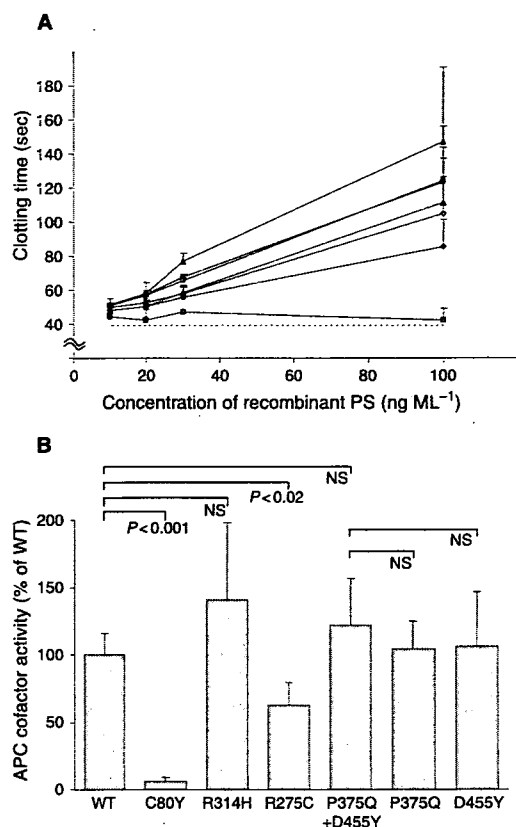 A
Clotting time (sec)
180
160
140
120
100
80
60
40
0 20 40 60 80 100
Concentration of recombinant PS (ng ML−1)
B
NS
P<0.02
NS
P<0.001
NS
NS
APC cofactor activity (% of WT)
200
150
100
50
0
WT C80Y R314H R275C P375Q P375Q D455Y
+D455Y